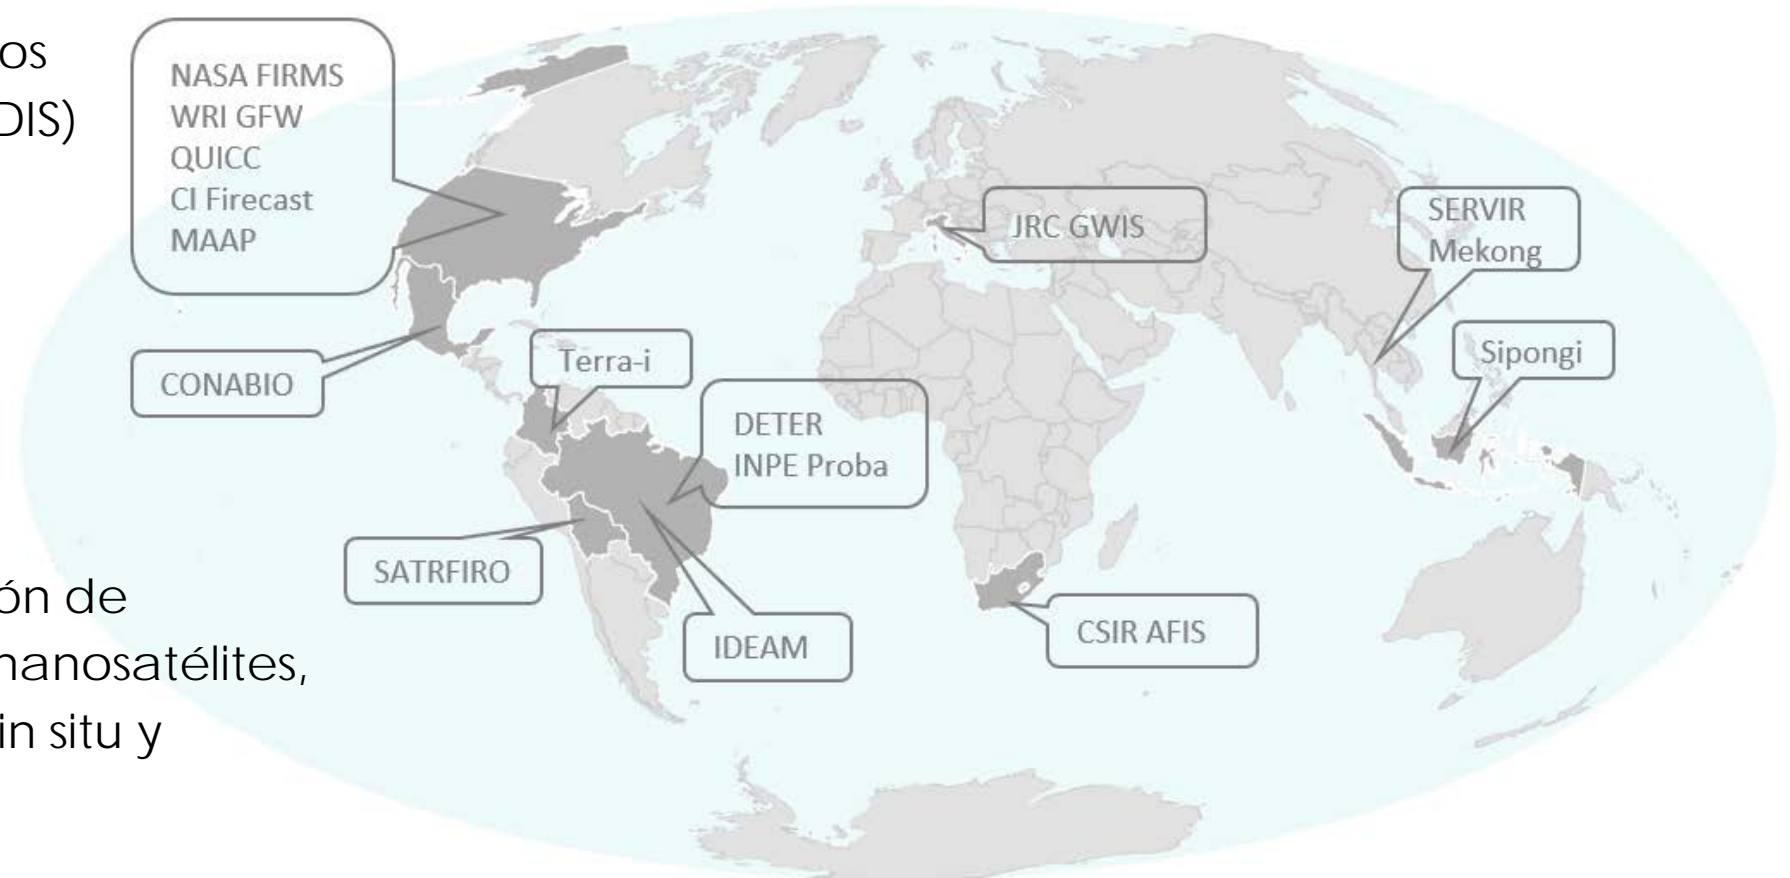 os
DIS)
NASA FIRMS
WRI GFW
QUICC
CI Firecast
MAAP
JRC GWIS
SERVIR
Mekong
Sipongi
CONABIO
Terra-i
DETER
INPE Proba
SATRFIRO
IDEAM
CSIR AFIS
ón de
nanosatélites,
in situ y